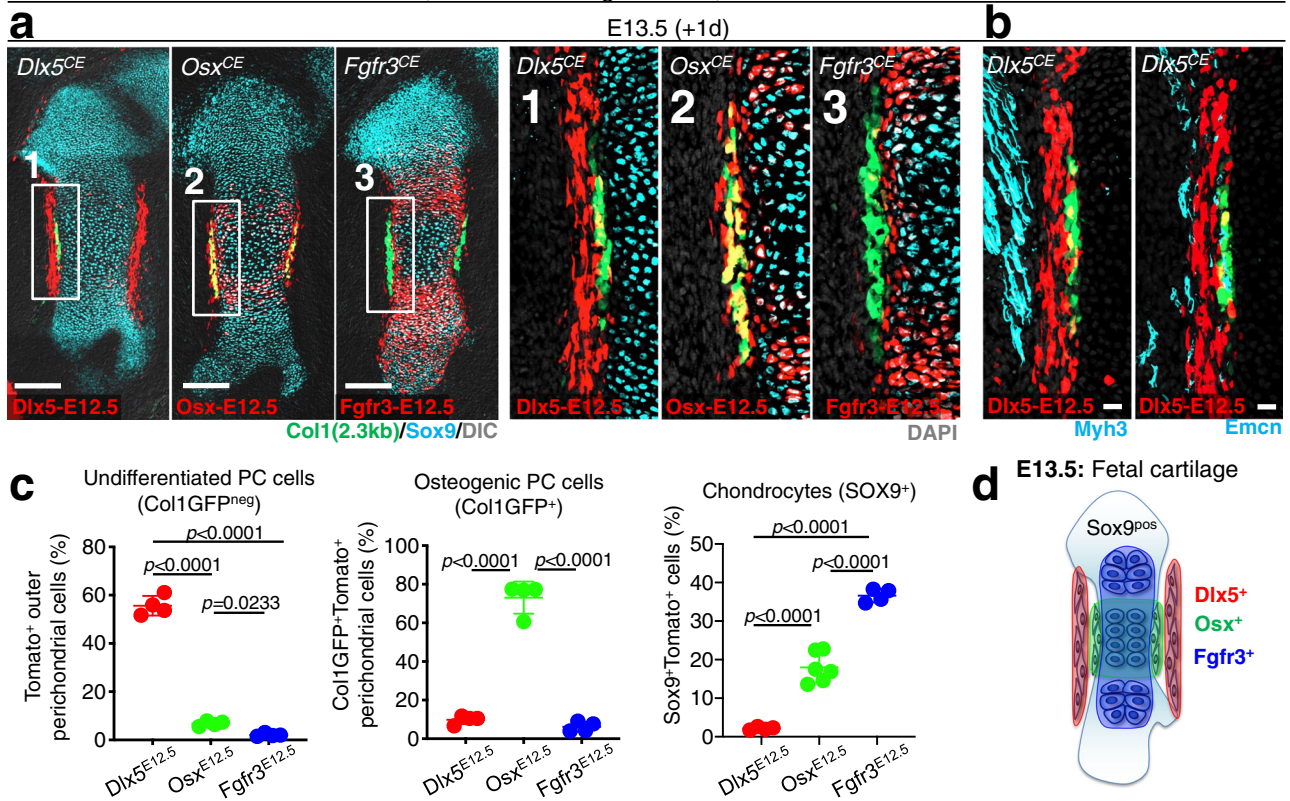 a
b
E13.5 (+1d)
Dlx5CE
OsxCE
Fgfr3CE
Dlx5CE
OsxCE
Fgfr3CE
Dlx5CE
Dlx5CE
1
2
3
1
2
3
Dlx5-E12.5
Osx-E12.5
Fgfr3-E12.5
Dlx5-E12.5
Osx-E12.5
Fgfr3-E12.5
Dlx5-E12.5
Dlx5-E12.5
Col1(2.3kb)/Sox9/DIC
DAPI
Myh3
Emcn
c
Undifferentiated PC cells
(Col1GFPneg)
Tomato+ outer
perichondrial cells (%)
80
60
40
20
0
p<0.0001
p<0.0001
p=0.0233
Dlx5E12.5
OsxE12.5
Fgfr3E12.5
Osteogenic PC cells
(Col1GFP+)
Col1GFP+Tomato+
perichondrial cells (%)
100
80
60
40
20
0
p<0.0001
p<0.0001
Dlx5E12.5
OsxE12.5
Fgfr3E12.5
Chondrocytes (SOX9+)
Sox9+Tomato+ cells (%)
50
40
30
20
10
0
p<0.0001
p<0.0001
p<0.0001
Dlx5E12.5
OsxE12.5
Fgfr3E12.5
d
E13.5: Fetal cartilage
Sox9pos
Dlx5+
Osx+
Fgfr3+